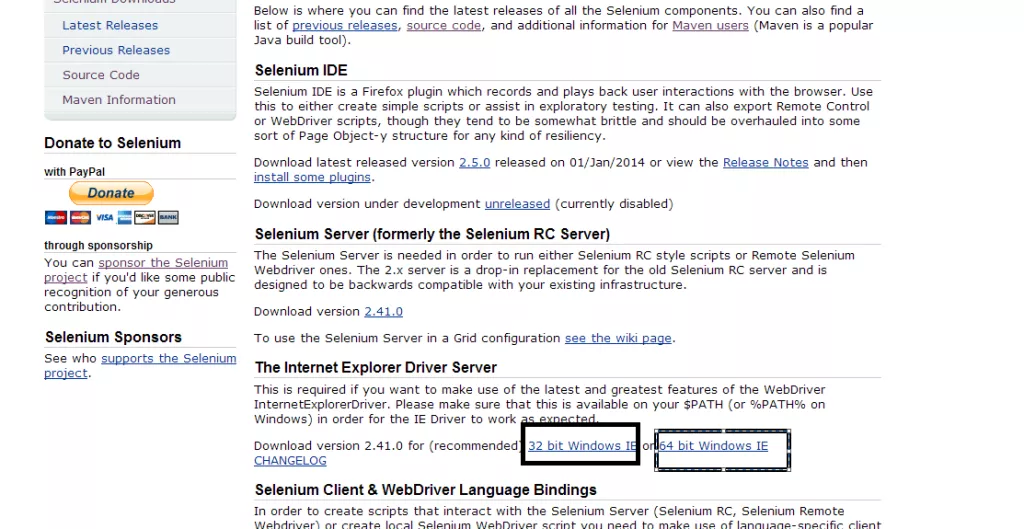 Selenium Downloads
Latest Releases
Previous Releases
Source Code
Maven Information
Donate to Selenium
with PayPal
Donate
VISA
BANK
through sponsorship
You can sponsor the Selenium
project if you'd like some public
recognition of your generous
contribution.
Selenium Sponsors
See who supports the Selenium
project.
Below is where you can find the latest releases of all the Selenium components. You can also find a
list of previous releases, source code, and additional information for Maven users (Maven is a popular
Java build tool).
Selenium IDE
Selenium IDE is a Firefox plugin which records and plays back user interactions with the browser. Use
this to either create simple scripts or assist in exploratory testing. It can also export Remote Control
or WebDriver scripts, though they tend to be somewhat brittle and should be overhauled into some
sort of Page Object-y structure for any kind of resiliency.
Download latest released version 2.5.0 released on 01/Jan/2014 or view the Release Notes and then
install some plugins.
Download version under development unreleased (currently disabled)
Selenium Server (formerly the Selenium RC Server)
The Selenium Server is needed in order to run either Selenium RC style scripts or Remote Selenium
Webdriver ones. The 2.x server is a drop-in replacement for the old Selenium RC server and is
designed to be backwards compatible with your existing infrastructure.
Download version 2.41.0
To use the Selenium Server in a Grid configuration see the wiki page.
The Internet Explorer Driver Server
This is required if you want to make use of the latest and greatest features of the WebDriver
InternetExplorerDriver. Please make sure that this is available on your $PATH (or %PATH% on
Windows) in order for the IE Driver to work as expected.
Download version 2.41.0 for (recommended) 32 bit Windows IE or 64 bit Windows IE
CHANGELOG
Selenium Client & WebDriver Language Bindings
In order to create scripts that interact with the Selenium Server (Selenium RC, Selenium Remote
Webdriver) or create local Selenium WebDriver script you need to make use of language-specific client